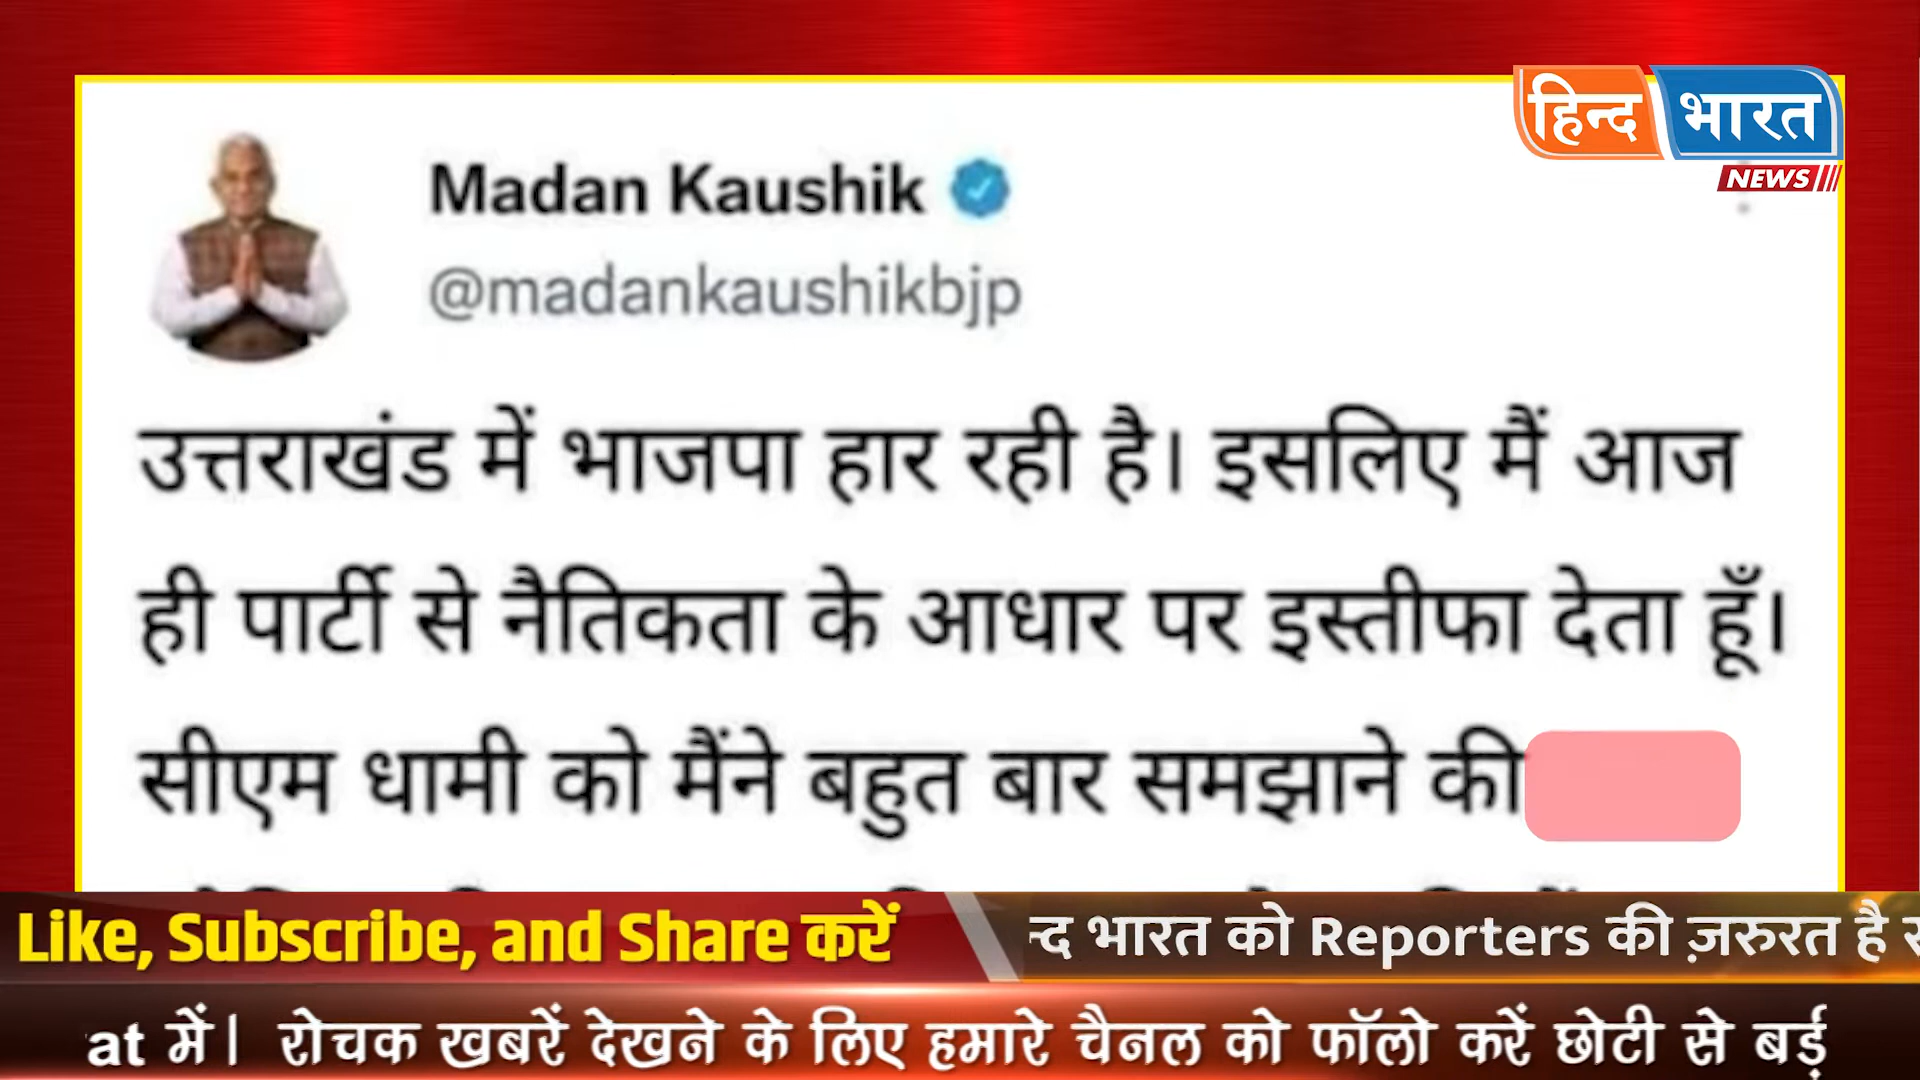 हिन्द भारत
NEWS
Madan Kaushik
@madankaushikbjp
उत्तराखंड में भाजपा हार रही है। इसलिए मैं आज
ही पार्टी से नैतिकता के आधार पर इस्तीफा देता हूँ।
सीएम धामी को मैंने बहुत बार समझाने की
Like, Subscribe, and Share करें
न्द भारत को Reporters की ज़रुरत है
at में। रोचक खबरें देखने के लिए हमारे चैनल को फॉलो करें छोटी से